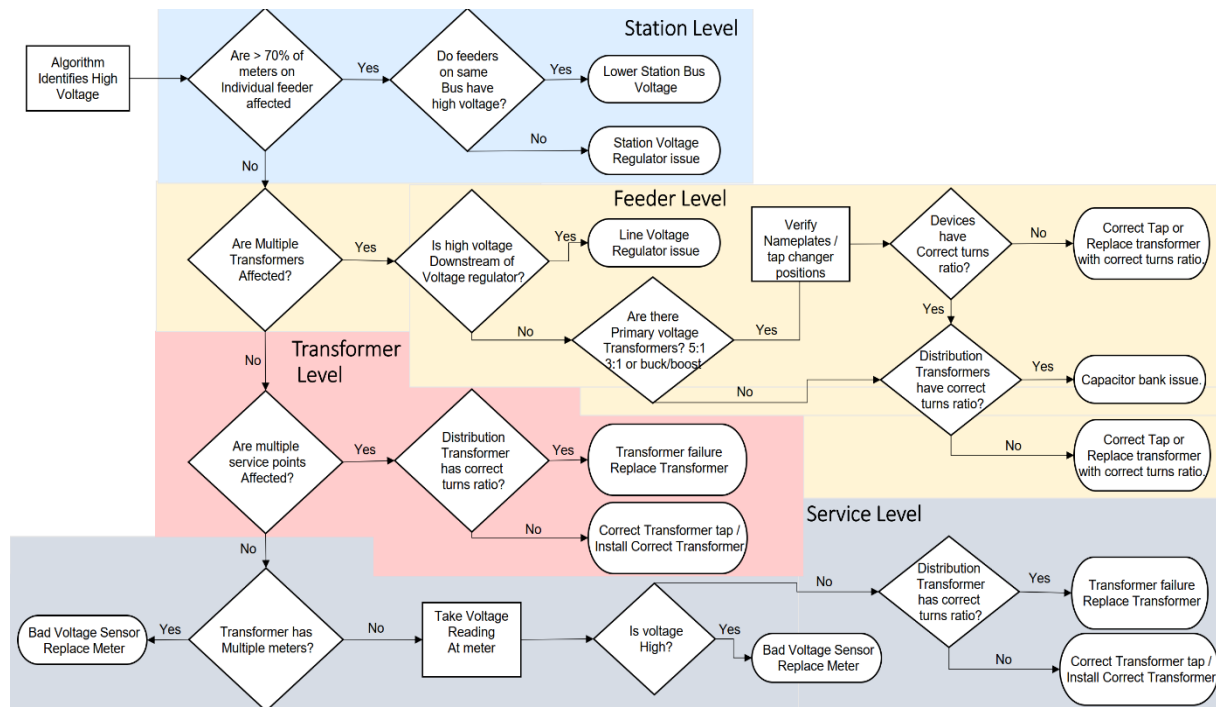 Station Level
Algorithm
Identifies High
Voltage
Are > 70% of
meters on
Individual feeder
affected
Yes
Do feeders
on same
Bus have
high voltage?
Yes
Lower Station Bus
Voltage
No
Station Voltage
Regulator issue
No
Feeder Level
Are Multiple
Transformers
Affected?
Yes
Is high voltage
Downstream of
Voltage regulator?
Yes
Line Voltage
Regulator issue
Verify
Nameplates /
tap changer
positions
Devices
have
Correct turns
ratio?
No
Correct Tap or
Replace transformer
with correct turns ratio.
No
Are there
Primary voltage
Transformers? 5:1
3:1 or buck/boost
Yes
Yes
No
Distribution
Transformers
have correct
turns ratio?
Yes
Capacitor bank issue.
No
Correct Tap or
Replace transformer
with correct turns ratio.
No
Transformer
Level
Are multiple
service points
Affected?
Yes
Distribution
Transformer
has correct
turns ratio?
Yes
Transformer failure
Replace Transformer
No
Correct Transformer tap /
Install Correct Transformer
No
Service Level
Bad Voltage Sensor
Replace Meter
Yes
Transformer has
Multiple meters?
No
Take Voltage
Reading
At meter
Is voltage
High?
Yes
Bad Voltage Sensor
Replace Meter
No
Distribution
Transformer
has correct
turns ratio?
Yes
Transformer failure
Replace Transformer
No
Correct Transformer tap /
Install Correct Transformer